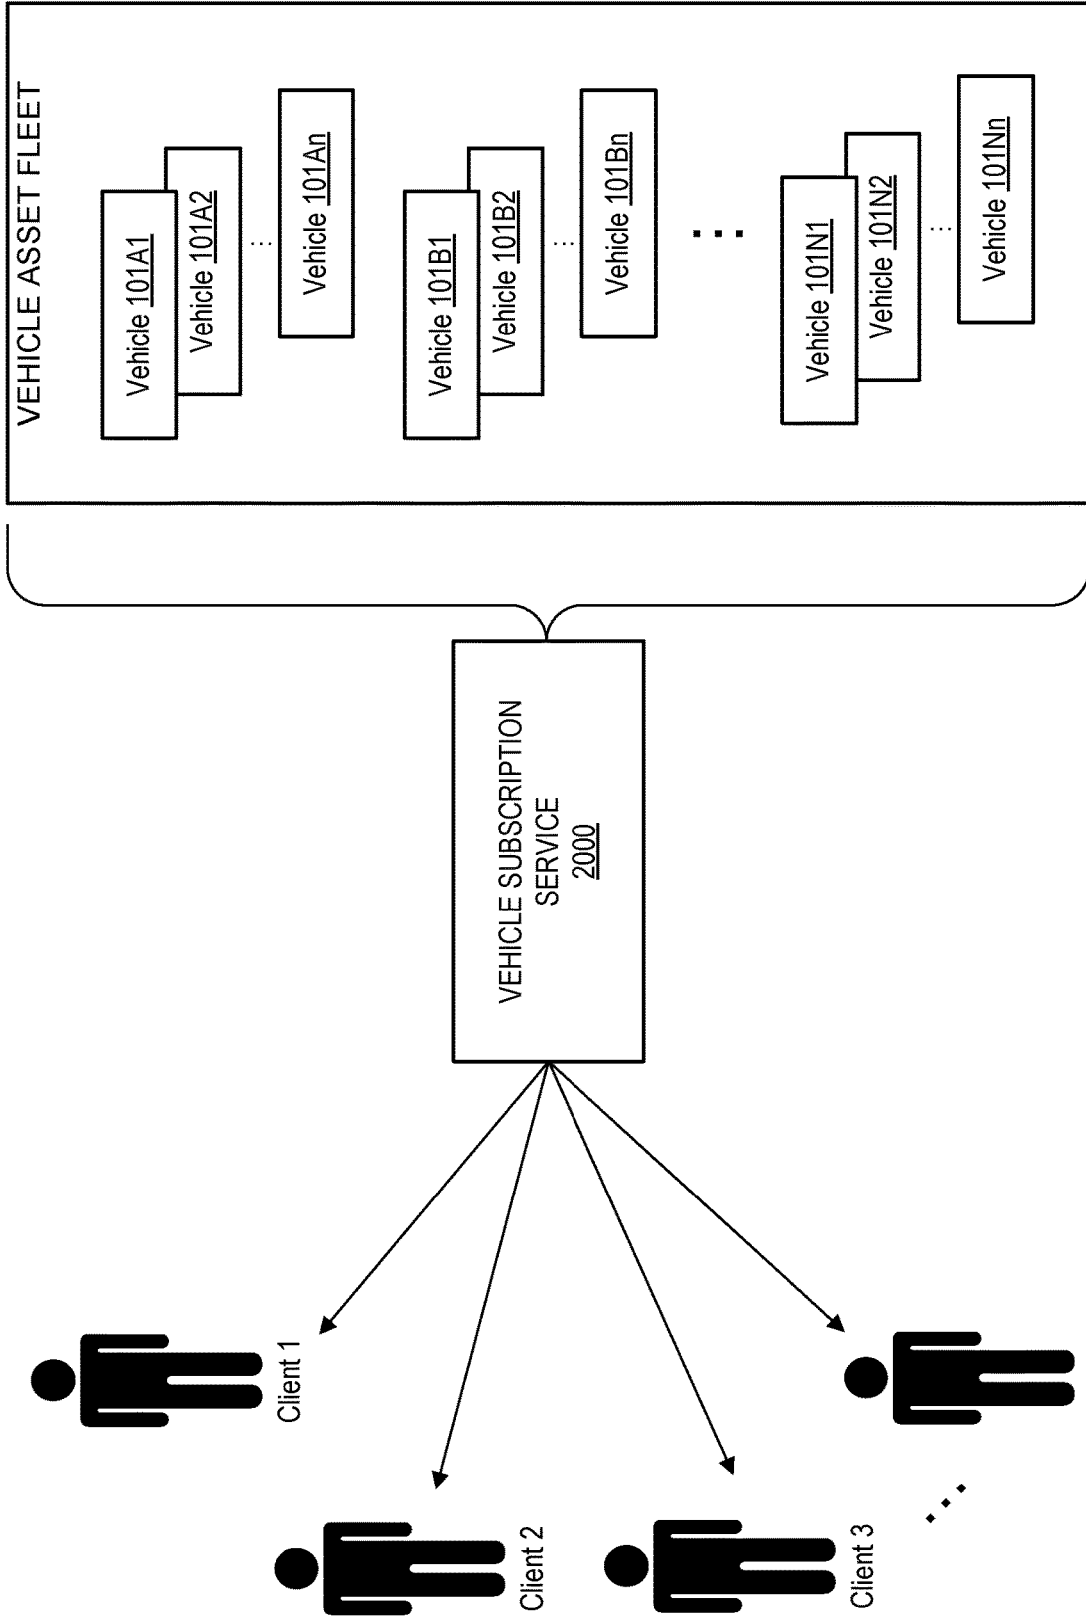 VEHICLE ASSET FLEET
Vehicle 101A1
Vehicle 101A2
...
Vehicle 101An
Vehicle 101B1
Vehicle 101B2
...
Vehicle 101Bn
...
Vehicle 101N1
Vehicle 101N2
...
Vehicle 101Nn
VEHICLE SUBSCRIPTION
SERVICE
2000
Client 1
Client 2
Client 3
...